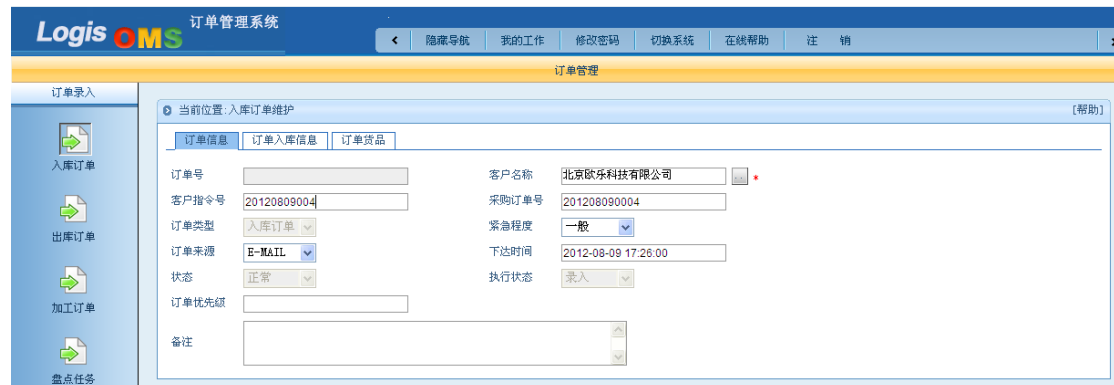 Logis OMS 订单管理系统
隐藏导航 我的工作 修改密码 切换系统 在线帮助 注 销
订单管理
订单录入
入库订单
出库订单
加工订单
盘点任务
当前位置:入库订单维护 [帮助]
订单信息 订单入库信息 订单货品
订单号 客户名称 北京欧乐科技有限公司 ... *
客户指令号 20120809004 采购订单号 201208090004
订单类型 入库订单 紧急程度 一般
订单来源 E-MAIL 下达时间 2012-08-09 17:26:00
状态 正常 执行状态 录入
订单优先级
备注